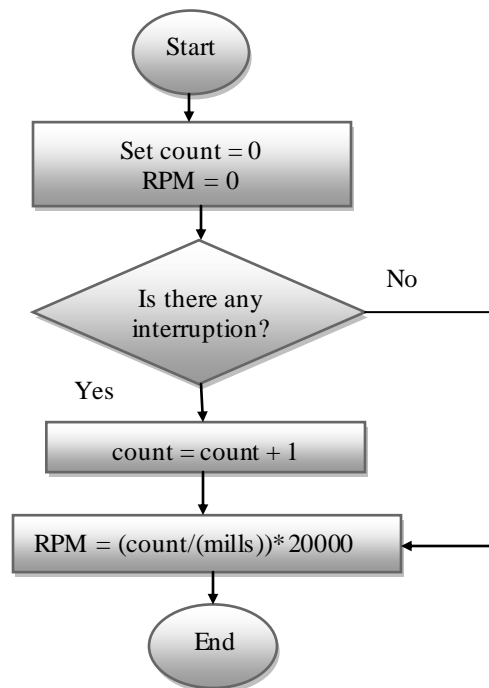 Start
Set count = 0
RPM = 0
Is there any
interruption?
No
Yes
count = count + 1
RPM = (count/(mills))*20000
End